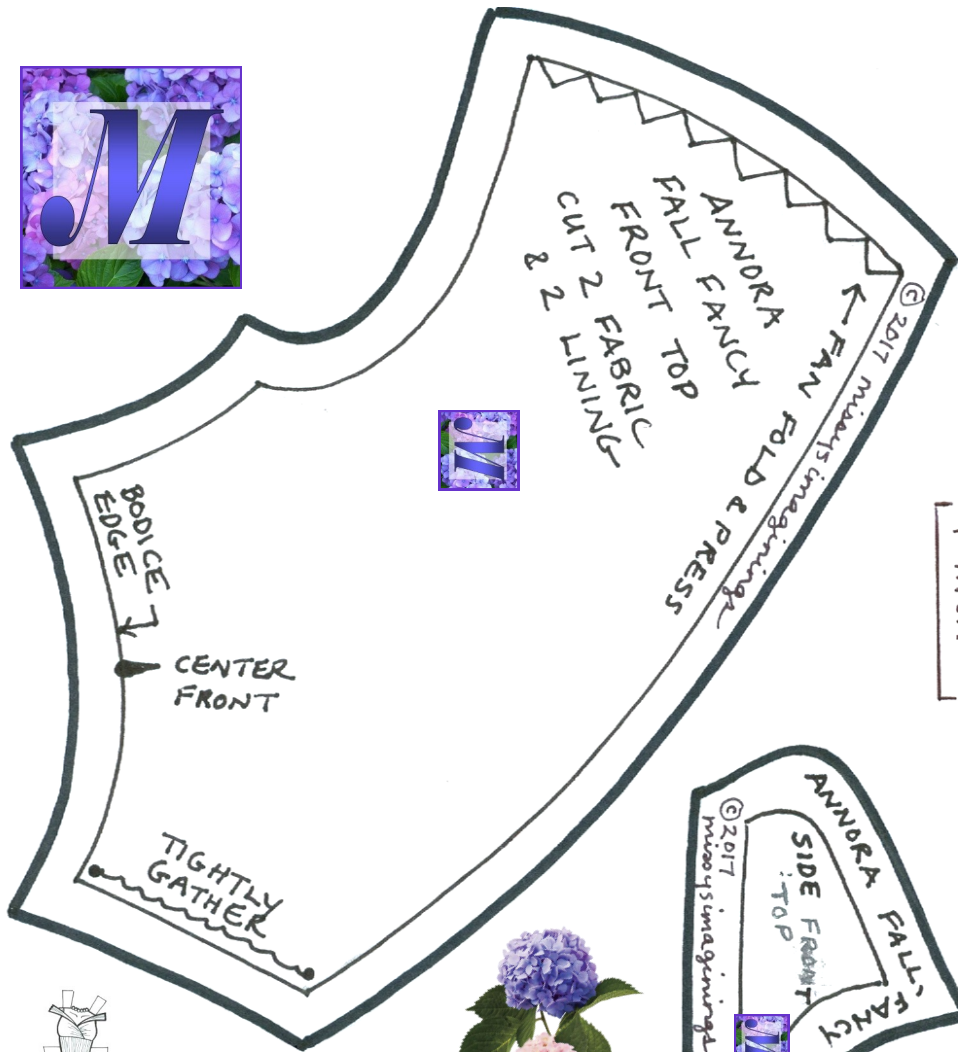 M
ANNORA
FALL FANCY
FRONT TOP
CUT 2 FABRIC
& 2 LINING
← FAN FOLD & PRESS
© 2017 missysimaginings
M
BODICE
EDGE
CENTER
FRONT
TIGHTLY
GATHER
ANNORA FALL FANCY
SIDE FRONT
TOP
© 2017
missysimaginings